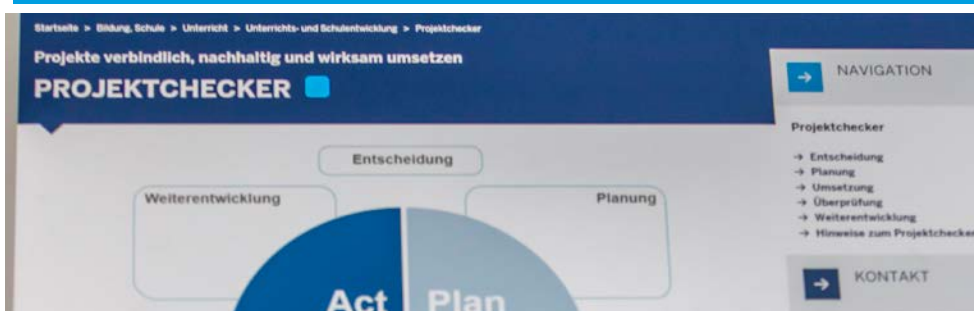 Startseite > Bildung, Schule > Unterricht > Unterrichts- und Schulentwicklung > Projektchecker
Projekte verbindlich, nachhaltig und wirksam umsetzen
PROJEKTCHECKER
Entscheidung
Weiterentwicklung
Planung
Act
Plan
NAVIGATION
Projektchecker
→ Entscheidung
→ Planung
→ Umsetzung
→ Überprüfung
→ Weiterentwicklung
→ Hinweise zum Projektchecker
KONTAKT